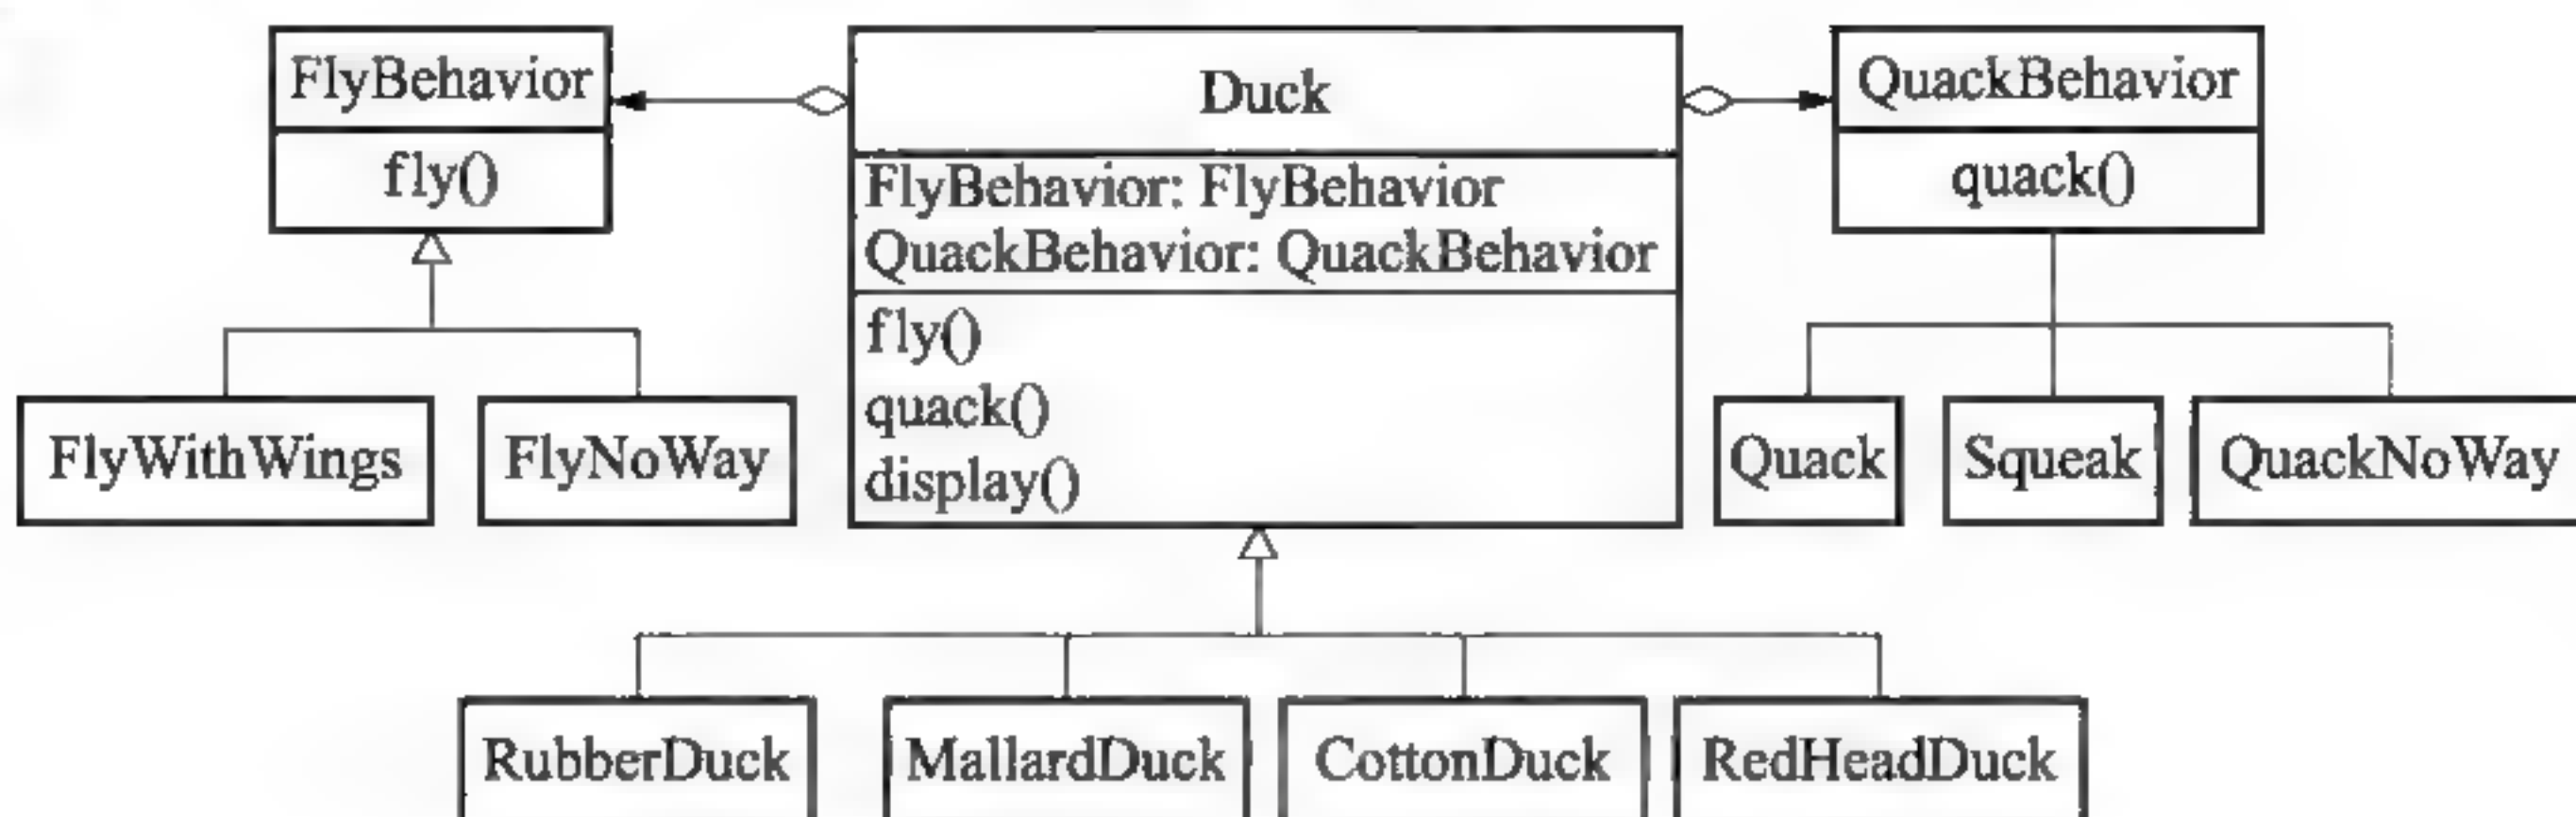 FlyBehavior
fly()
Duck
FlyBehavior: FlyBehavior
QuackBehavior: QuackBehavior
fly()
quack()
display()
QuackBehavior
quack()
FlyWithWings
FlyNoWay
Quack
Squeak
QuackNoWay
RubberDuck
MallardDuck
CottonDuck
RedHeadDuck